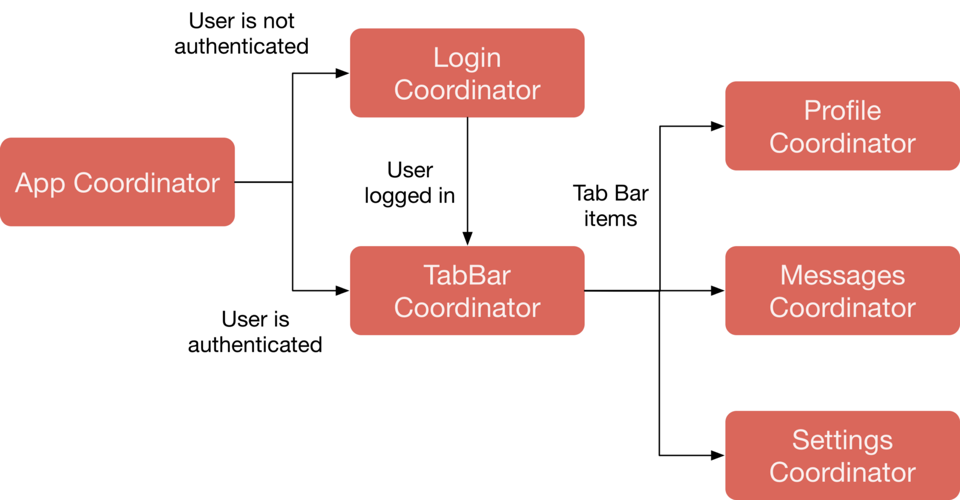 User is not
authenticated
Login
Coordinator
App Coordinator
User
logged in
TabBar
Coordinator
User is
authenticated
Tab Bar
items
Profile
Coordinator
Messages
Coordinator
Settings
Coordinator